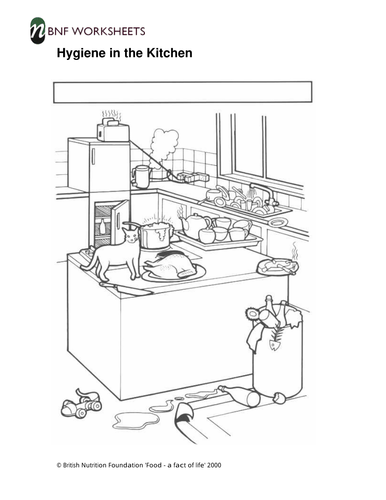 n BNF WORKSHEETS
Hygiene in the Kitchen
© British Nutrition Foundation 'Food - a fact of life' 2000